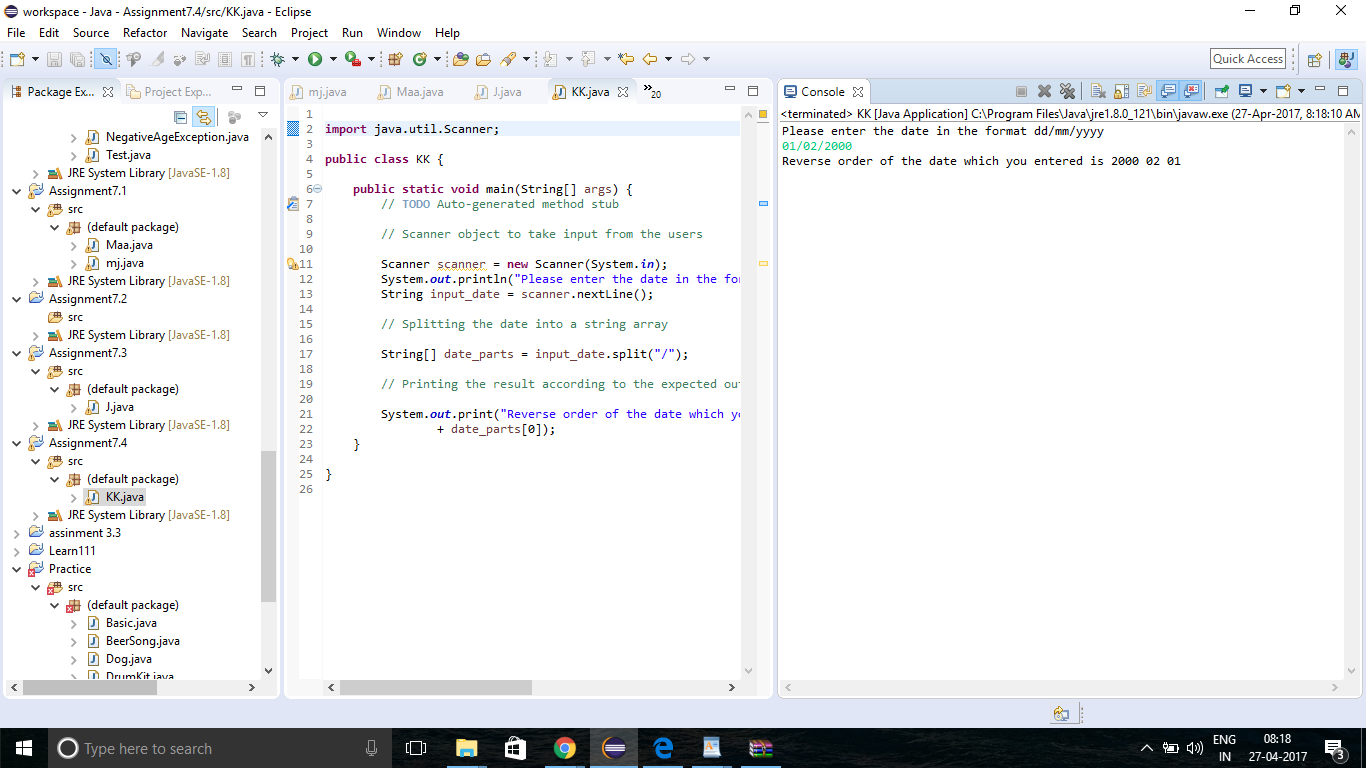 workspace - Java - Assignment7.4/src/KK.java - Eclipse
File Edit Source Refactor Navigate Search Project Run Window Help
Quick Access
Package Ex... Project Exp...
NegativeAgeException.java
Test.java
JRE System Library [JavaSE-1.8]
Assignment7.1
src
(default package)
Maa.java
mj.java
JRE System Library [JavaSE-1.8]
Assignment7.2
src
JRE System Library [JavaSE-1.8]
Assignment7.3
src
(default package)
J.java
JRE System Library [JavaSE-1.8]
Assignment7.4
src
(default package)
KK.java
JRE System Library [JavaSE-1.8]
assinment 3.3
Learn111
Practice
src
(default package)
Basic.java
BeerSong.java
Dog.java
DrumKit.java
mj.java Maa.java J.java KK.java »20
1
2 import java.util.Scanner;
3
4 public class KK {
5
6 public static void main(String[] args) {
7 // TODO Auto-generated method stub
8
9 // Scanner object to take input from the users
10
11 Scanner scanner = new Scanner(System.in);
12 System.out.println("Please enter the date in the for
13 String input_date = scanner.nextLine();
14
15 // Splitting the date into a string array
16
17 String[] date_parts = input_date.split("/");
18
19 // Printing the result according to the expected ou
20
21 System.out.print("Reverse order of the date which yo
22 + date_parts[0]);
23 }
24
25 }
26
Console
<terminated> KK [Java Application] C:\Program Files\Java\jre1.8.0_121\bin\javaw.exe (27-Apr-2017, 8:18:10 AM
Please enter the date in the format dd/mm/yyyy
01/02/2000
Reverse order of the date which you entered is 2000 02 01
Type here to search
ENG
IN
08:18
27-04-2017
3